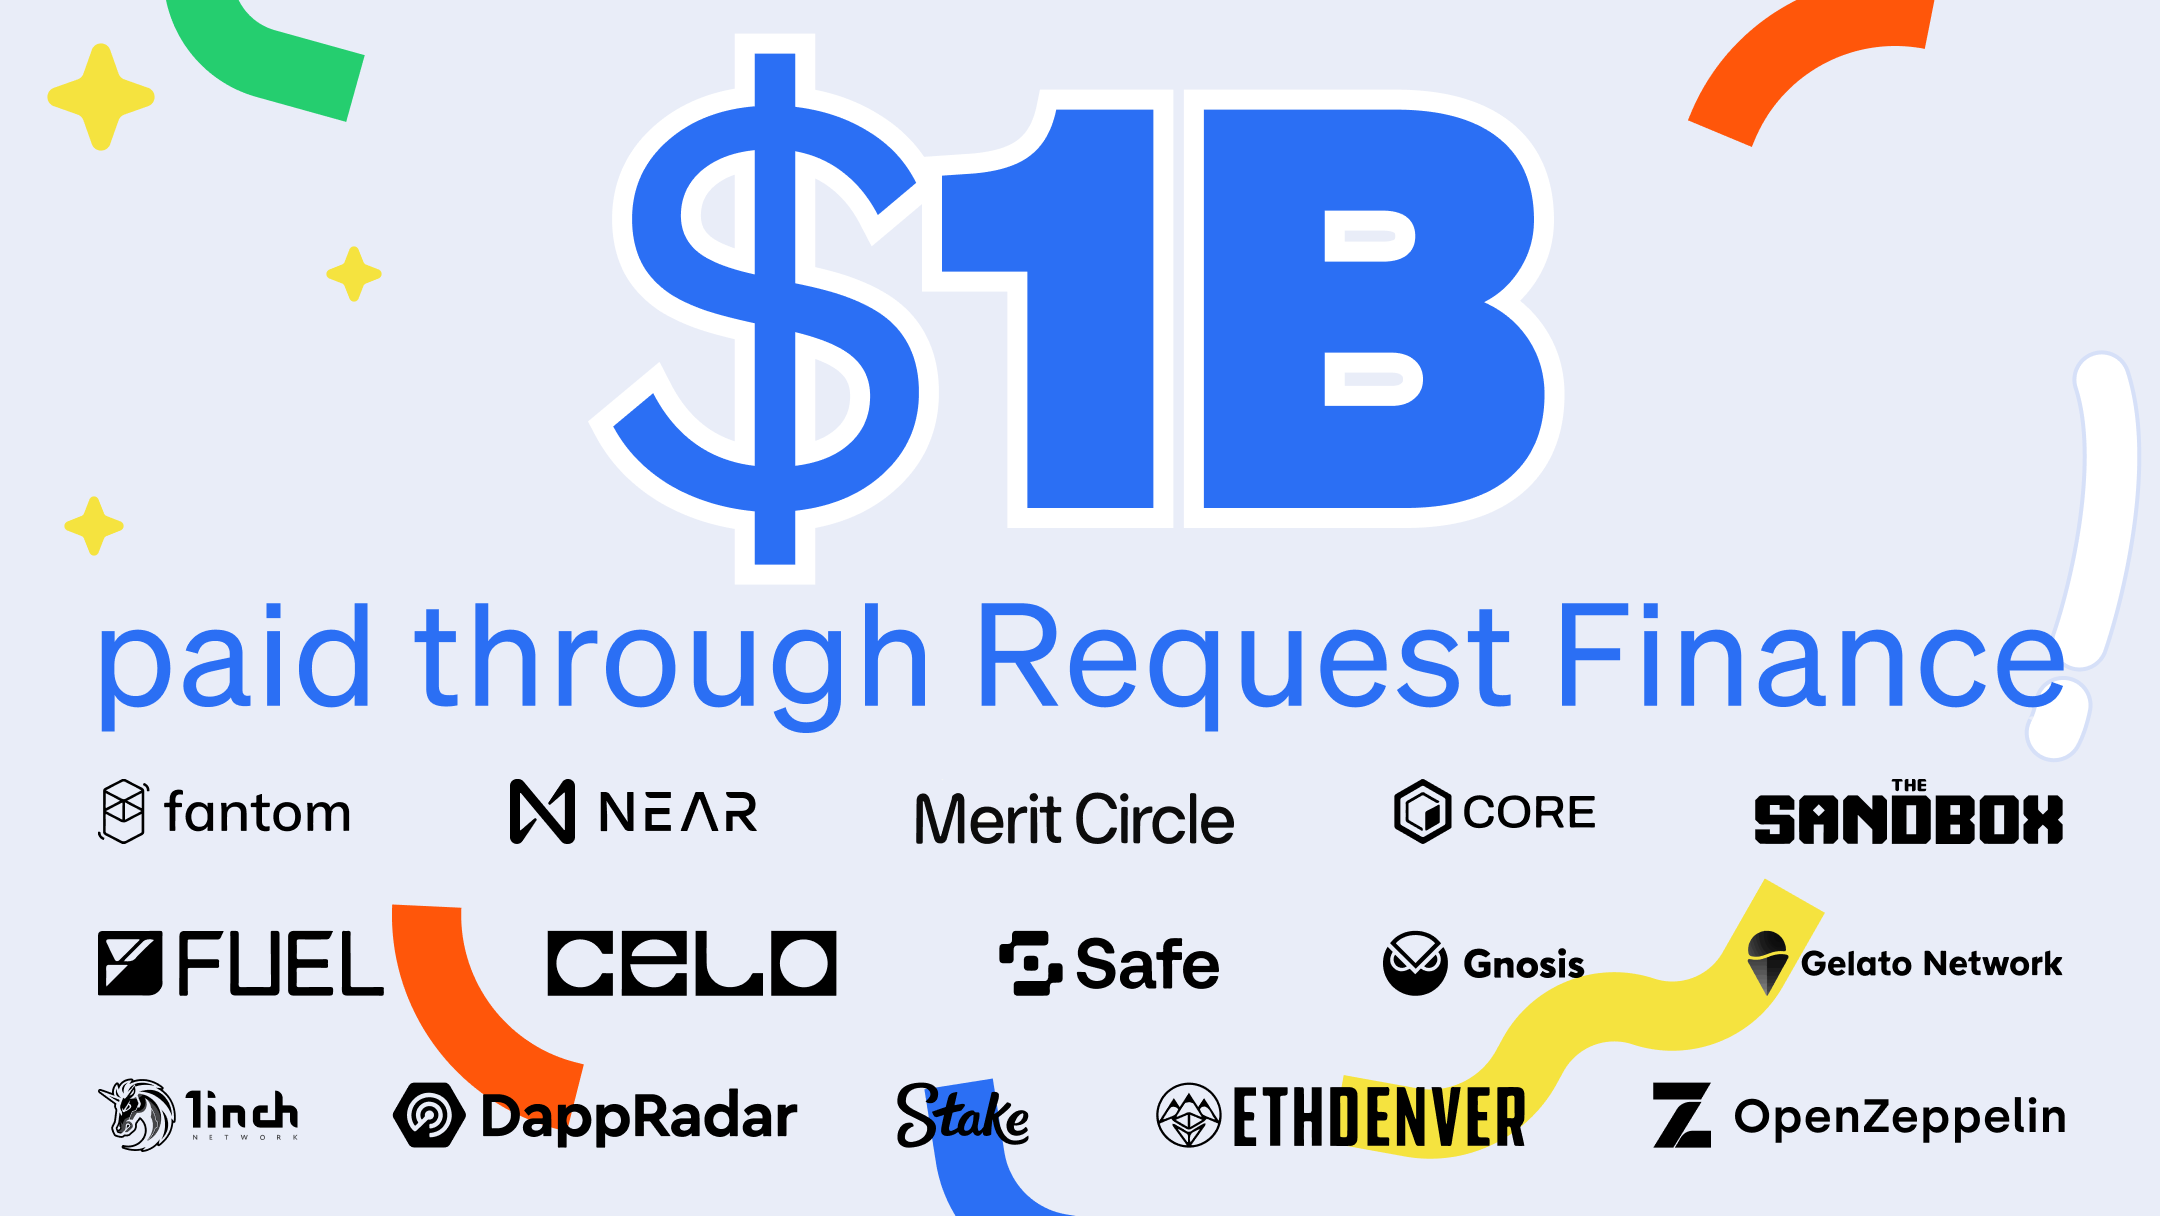 $1B
paid through Request Finance
fantom
NEAR
Merit Circle
CORE
THE
SANDBOX
FUEL
CELO
Safe
Gnosis
Gelato Network
1inch
NETWORK
DappRadar
Stake
ETHDENVER
OpenZeppelin